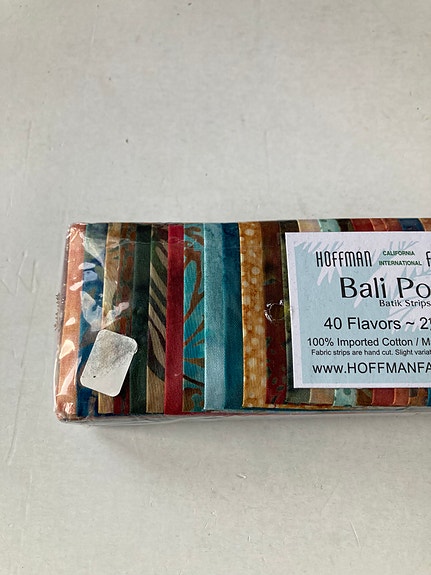 HOFFMAN CALIFORNIA INTERNATIONAL F
Bali Po
Batik Strips
40 Flavors ~ 2
100% Imported Cotton / M
Fabric strips are hand cut. Slight variat
www.HOFFMANFA